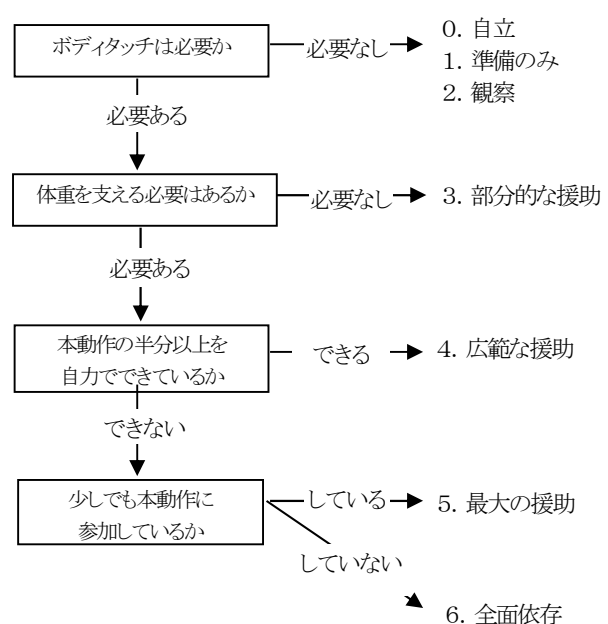 ボディタッチは必要か
必要なし
0. 自立
1. 準備のみ
2. 観察
必要ある
体重を支える必要はあるか
必要なし
3. 部分的な援助
必要ある
本動作の半分以上を
自力でできているか
できる
4. 広範な援助
できない
少しでも本動作に
参加しているか
している
5. 最大の援助
していない
6. 全面依存